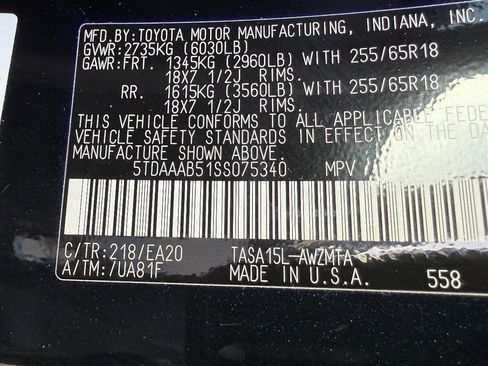 MFD.BY:TOYOTA MOTOR MANUFACTURING, INDIANA, INC.
GVWR:2735KG (6030LB)
GAWR:FRT. 1345KG (2960LB) WITH 255/65R18
18X7 1/2J RIMS.
RR. 1615KG (3560LB) WITH 255/65R18
18X7 1/2J RIMS.
THIS VEHICLE CONFORMS TO ALL APPLICABLE FEDE
VEHICLE SAFETY STANDARDS IN EFFECT ON THE DA
MANUFACTURE SHOWN ABOVE.
5TDAAAB51SS075340 MPV
C/TR:218/EA20 TASA15L-AWZMTA
A/TM:7UA81F MADE IN U.S.A. 558